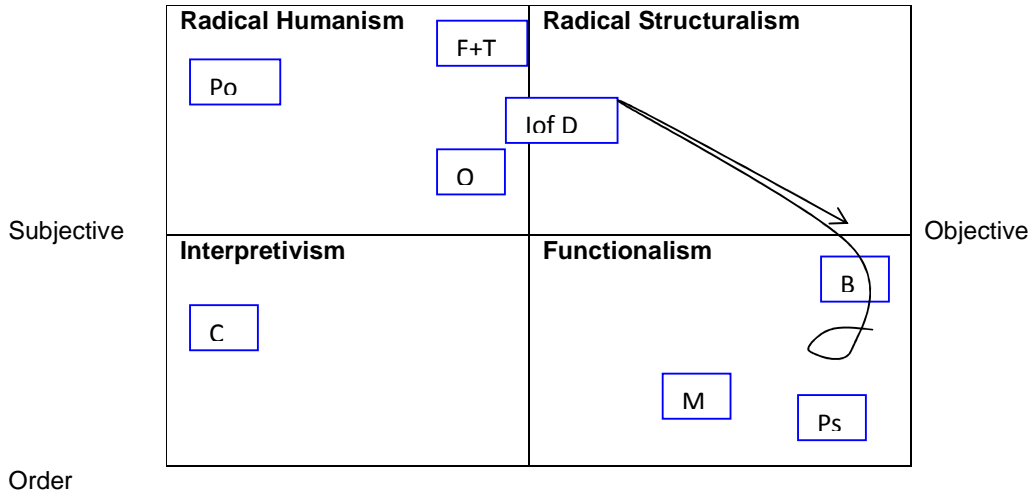 Radical Humanism
Radical Structuralism
F+T
Po
Iof D
O
Subjective
Objective
Interpretivism
Functionalism
B
C
M
Ps
Order